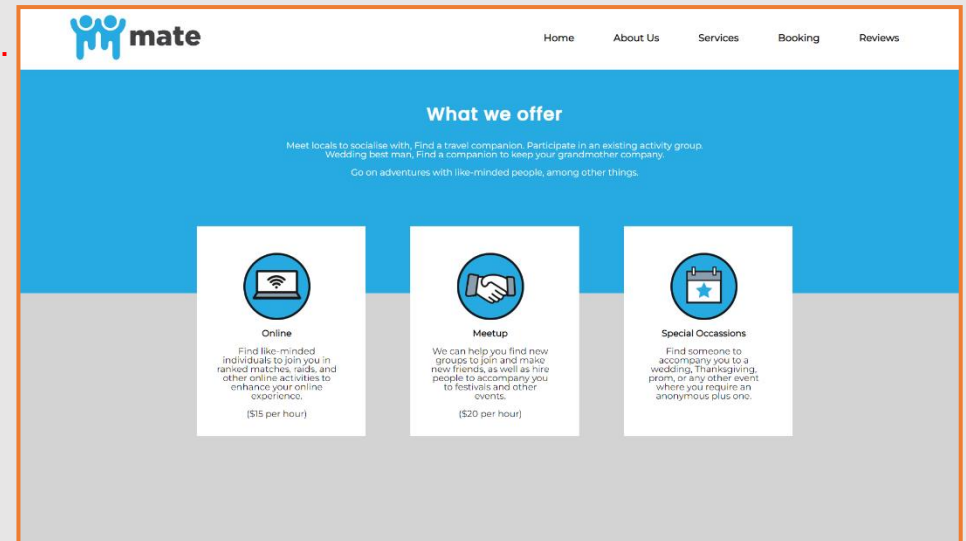 mate
Home About Us Services Booking Reviews
What we offer
Meet locals to socialise with, Find a travel companion. Participate in an existing activity group.
Wedding best man, Find a companion to keep your grandmother company.
Go on adventures with like-minded people, among other things.
Online
Find like-minded
individuals to join you in
ranked matches, raids, and
other online activities to
enhance your online
experience.
($15 per hour)
Meetup
We can help you find new
groups to join and make
new friends, as well as hire
people to accompany you
to festivals and other
events.
($20 per hour)
Special Occassions
Find someone to
accompany you to a
wedding, Thanksgiving,
prom, or any other event
where you require an
anonymous plus one.